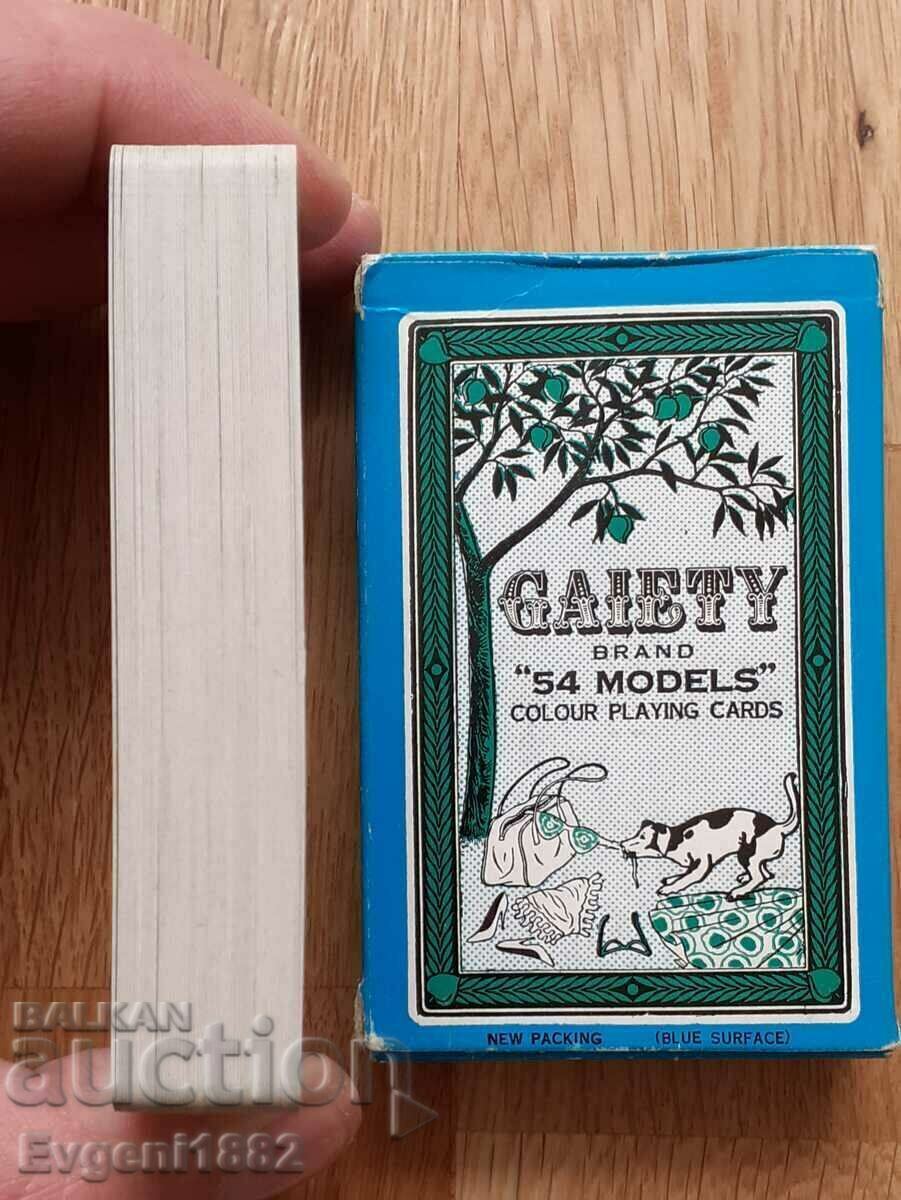 GAIETY
BRAND
"54 MODELS"
COLOUR PLAYING CARDS
NEW PACKING (BLUE SURFACE)
BALKAN
auction
Evgeni1882